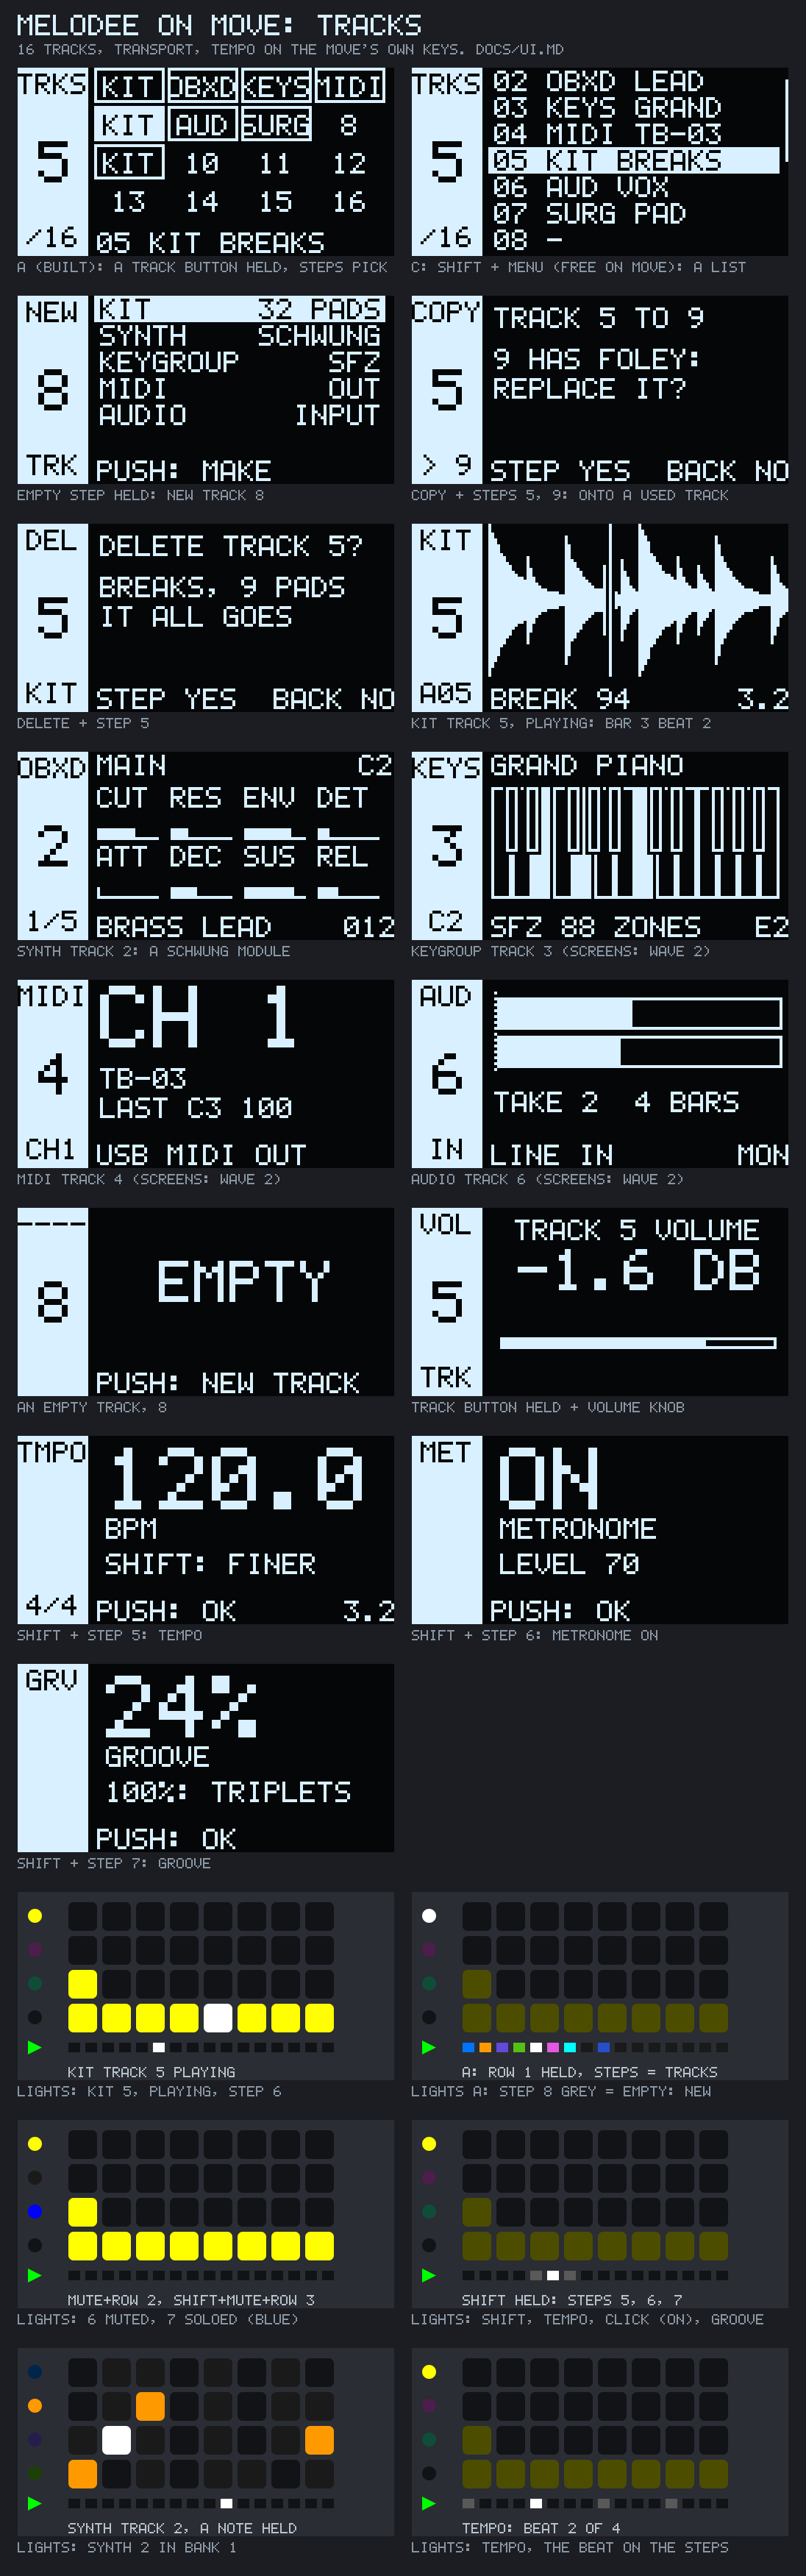 MELODEE ON MOVE: TRACKS
16 TRACKS, TRANSPORT, TEMPO ON THE MOVE'S OWN KEYS. DOCS/UI.MD
TRKS
5
/16
KIT OBXD KEYS MIDI
KIT AUD SURG 8
KIT 10 11 12
13 14 15 16
05 KIT BREAKS
A (BUILT): A TRACK BUTTON HELD, STEPS PICK
TRKS
5
/16
02 OBXD LEAD
03 KEYS GRAND
04 MIDI TB-03
05 KIT BREAKS
06 AUD VOX
07 SURG PAD
08 -
C: SHIFT + MENU (FREE ON MOVE): A LIST
NEW
8
TRK
KIT 32 PADS
SYNTH SCHWUNG
KEYGROUP SFZ
MIDI OUT
AUDIO INPUT
PUSH: MAKE
EMPTY STEP HELD: NEW TRACK 8
COPY
5
> 9
TRACK 5 TO 9
9 HAS FOLEY:
REPLACE IT?
STEP YES BACK NO
COPY + STEPS 5, 9: ONTO A USED TRACK
DEL
5
KIT
DELETE TRACK 5?
BREAKS, 9 PADS
IT ALL GOES
STEP YES BACK NO
DELETE + STEP 5
KIT
5
A05
BREAK 94 3.2
KIT TRACK 5, PLAYING: BAR 3 BEAT 2
OBXD
2
1/5
MAIN C2
CUT RES ENV DET
ATT DEC SUS REL
BRASS LEAD 012
SYNTH TRACK 2: A SCHWUNG MODULE
KEYS
3
C2
GRAND PIANO
SFZ 88 ZONES E2
KEYGROUP TRACK 3 (SCREENS: WAVE 2)
MIDI
4
CH1
CH 1
TB-03
LAST C3 100
USB MIDI OUT
MIDI TRACK 4 (SCREENS: WAVE 2)
AUD
6
IN
TAKE 2 4 BARS
LINE IN MON
AUDIO TRACK 6 (SCREENS: WAVE 2)
----
8
EMPTY
PUSH: NEW TRACK
AN EMPTY TRACK, 8
VOL
5
TRK
TRACK 5 VOLUME
-1.6 DB
TRACK BUTTON HELD + VOLUME KNOB
TMPO
4/4
120.0
BPM
SHIFT: FINER
PUSH: OK 3.2
SHIFT + STEP 5: TEMPO
MET
ON
METRONOME
LEVEL 70
PUSH: OK
SHIFT + STEP 6: METRONOME ON
GRV
24%
GROOVE
100%: TRIPLETS
PUSH: OK
SHIFT + STEP 7: GROOVE
KIT TRACK 5 PLAYING
LIGHTS: KIT 5, PLAYING, STEP 6
A: ROW 1 HELD, STEPS = TRACKS
LIGHTS A: STEP 8 GREY = EMPTY: NEW
MUTE+ROW 2, SHIFT+MUTE+ROW 3
LIGHTS: 6 MUTED, 7 SOLOED (BLUE)
SHIFT HELD: STEPS 5, 6, 7
LIGHTS: SHIFT, TEMPO, CLICK (ON), GROOVE
SYNTH TRACK 2, A NOTE HELD
LIGHTS: SYNTH 2 IN BANK 1
TEMPO: BEAT 2 OF 4
LIGHTS: TEMPO, THE BEAT ON THE STEPS